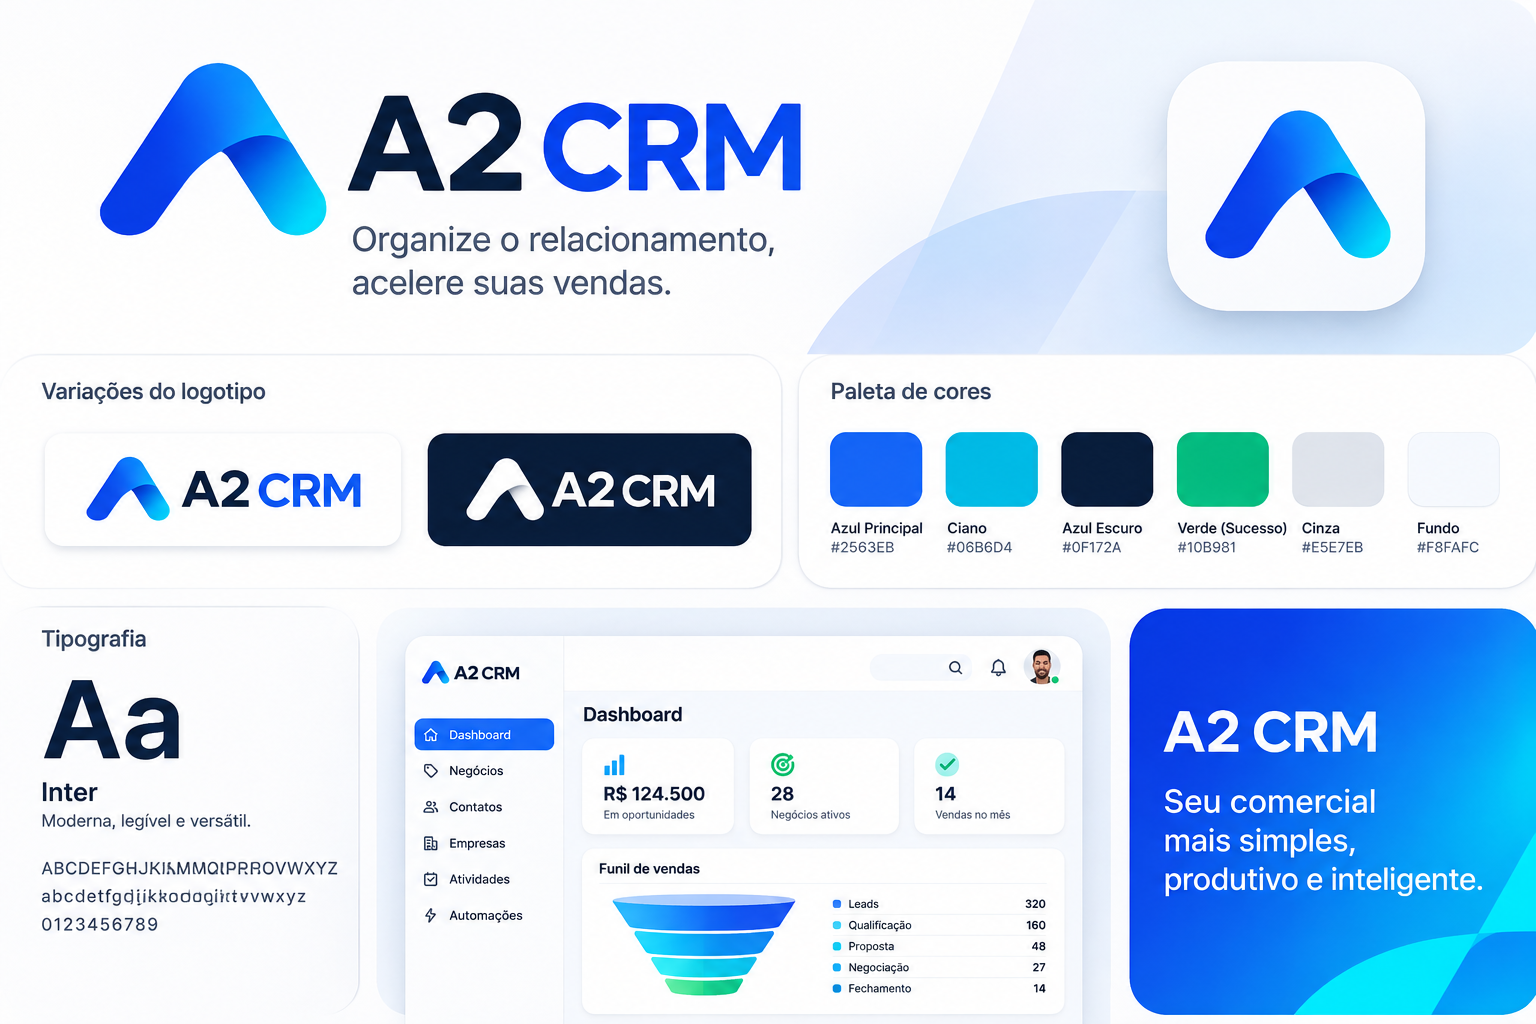 A2 CRM
Organize o relacionamento,
acelere suas vendas.
Variações do logotipo
A2 CRM
A2 CRM
Paleta de cores
Azul Principal
#2563EB
Ciano
#06B6D4
Azul Escuro
#0F172A
Verde (Sucesso)
#10B981
Cinza
#E5E7EB
Fundo
#F8FAFC
Tipografia
Aa
Inter
Moderna, legível e versátil.
0123456789
A2 CRM
Dashboard
Negócios
Contatos
Empresas
Atividades
Automações
Dashboard
R$ 124.500
Em oportunidades
28
Negócios ativos
14
Vendas no mês
Funil de vendas
Leads 320
Qualificação 160
Proposta 48
Negociação 27
Fechamento 14
A2 CRM
Seu comercial
mais simples,
produtivo e inteligente.